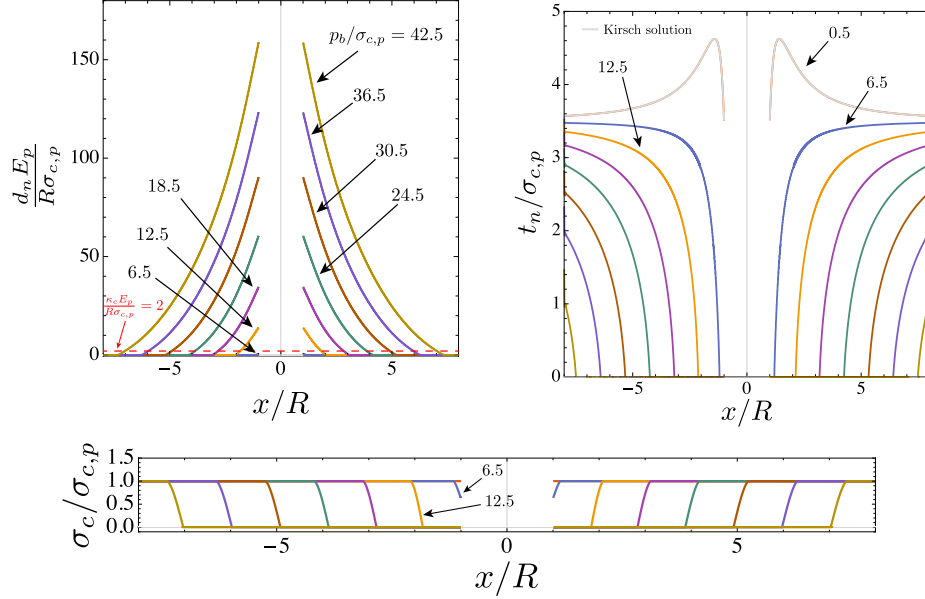 d_n E_p / Rσ_{c,p}
150
100
50
0
p_b/σ_{c,p} = 42.5
36.5
30.5
24.5
18.5
12.5
6.5
κ_c E_p / Rσ_{c,p} = 2
−5 0 5
x/R
t_n/σ_{c,p}
5
4
3
2
1
0
Kirsch solution
0.5
12.5
6.5
−5 0 5
x/R
σ_c/σ_{c,p}
1.5
1.0
0.5
0.0
6.5
12.5
−5 0 5
x/R